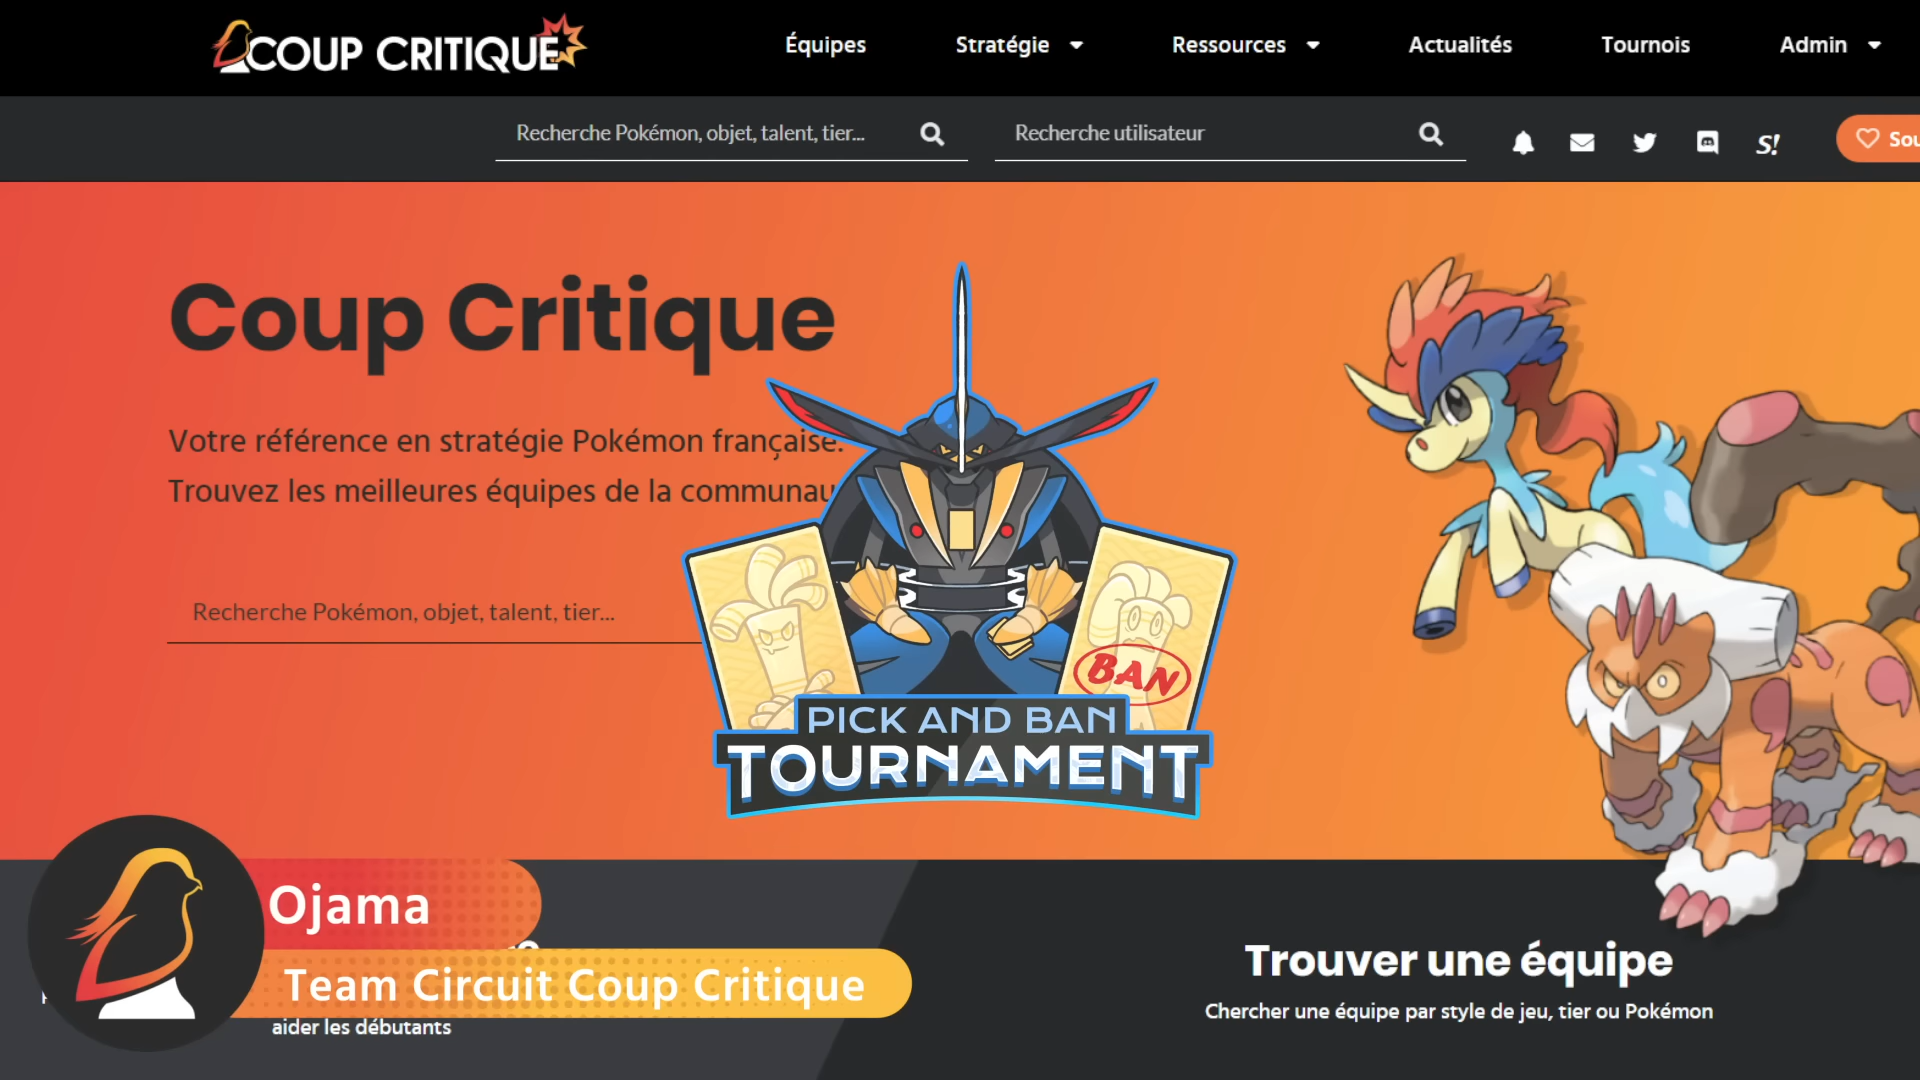 COUP CRITIQUE
Équipes
Stratégie
Ressources
Actualités
Tournois
Admin
Recherche Pokémon, objet, talent, tier...
Recherche utilisateur
S!
Sou
Coup Critique
Votre référence en stratégie Pokémon française.
Trouvez les meilleures équipes de la communau
Recherche Pokémon, objet, talent, tier...
BAN
PICK AND BAN
TOURNAMENT
Ojama
Team Circuit Coup Critique
aider les débutants
Trouver une équipe
Chercher une équipe par style de jeu, tier ou Pokémon